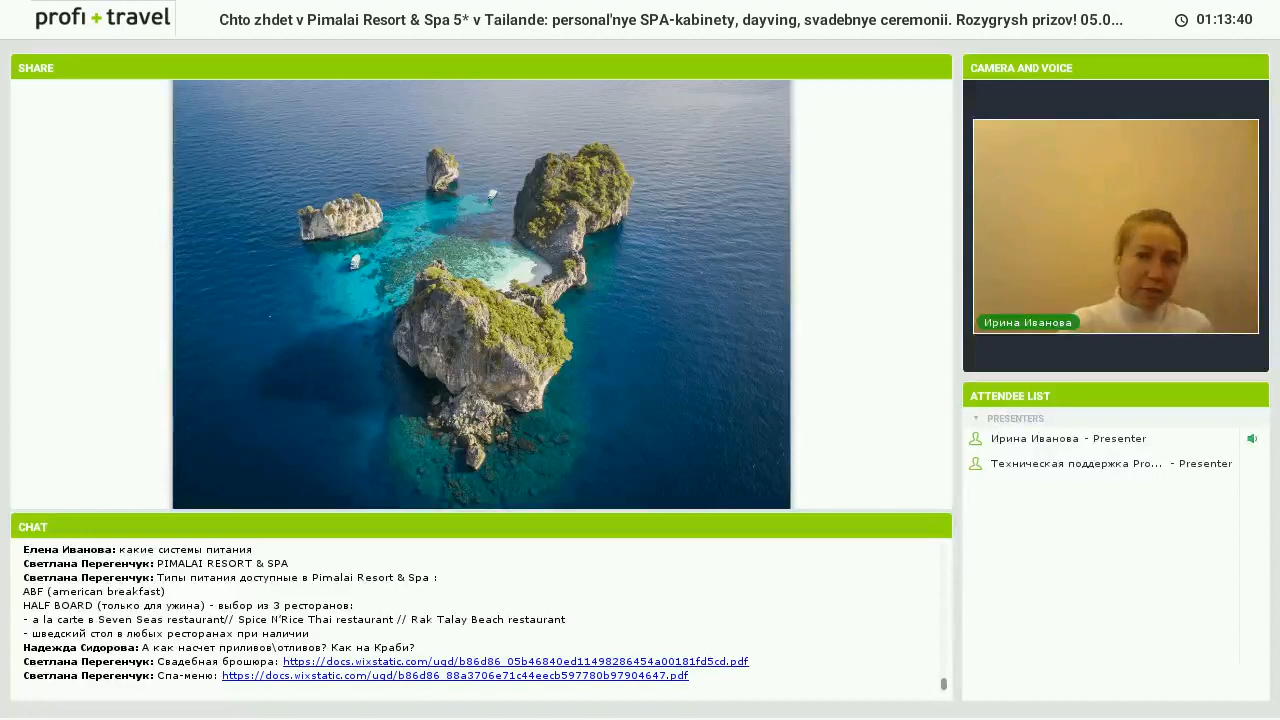 profi + travel
Chto zhdet v Pimalai Resort & Spa 5* v Tailande: personal'nye SPA-kabinety, dayving, svadebnye ceremonii. Rozygrysh prizov! 05.0...
01:13:40
SHARE
CAMERA AND VOICE
Ирина Иванова
ATTENDEE LIST
PRESENTERS
Ирина Иванова - Presenter
Техническая поддержка Pro... - Presenter
CHAT
Елена Иванова: какие системы питания
Светлана Перегенчук: PIMALAI RESORT & SPA
Светлана Перегенчук: Типы питания доступные в Pimalai Resort & Spa :
ABF (american breakfast)
HALF BOARD (только для ужина) - выбор из 3 ресторанов:
- a la carte в Seven Seas restaurant// Spice N'Rice Thai restaurant // Rak Talay Beach restaurant
- шведский стол в любых ресторанах при наличии
Надежда Сидорова: А как насчет приливов\отливов? Как на Краби?
Светлана Перегенчук: Свадебная брошюра: https://docs.wixstatic.com/ugd/b86d86_05b46840ed11498286454a00181fd5cd.pdf
Светлана Перегенчук: Спа-меню: https://docs.wixstatic.com/ugd/b86d86_88a3706e71c44eecb597780b97904647.pdf